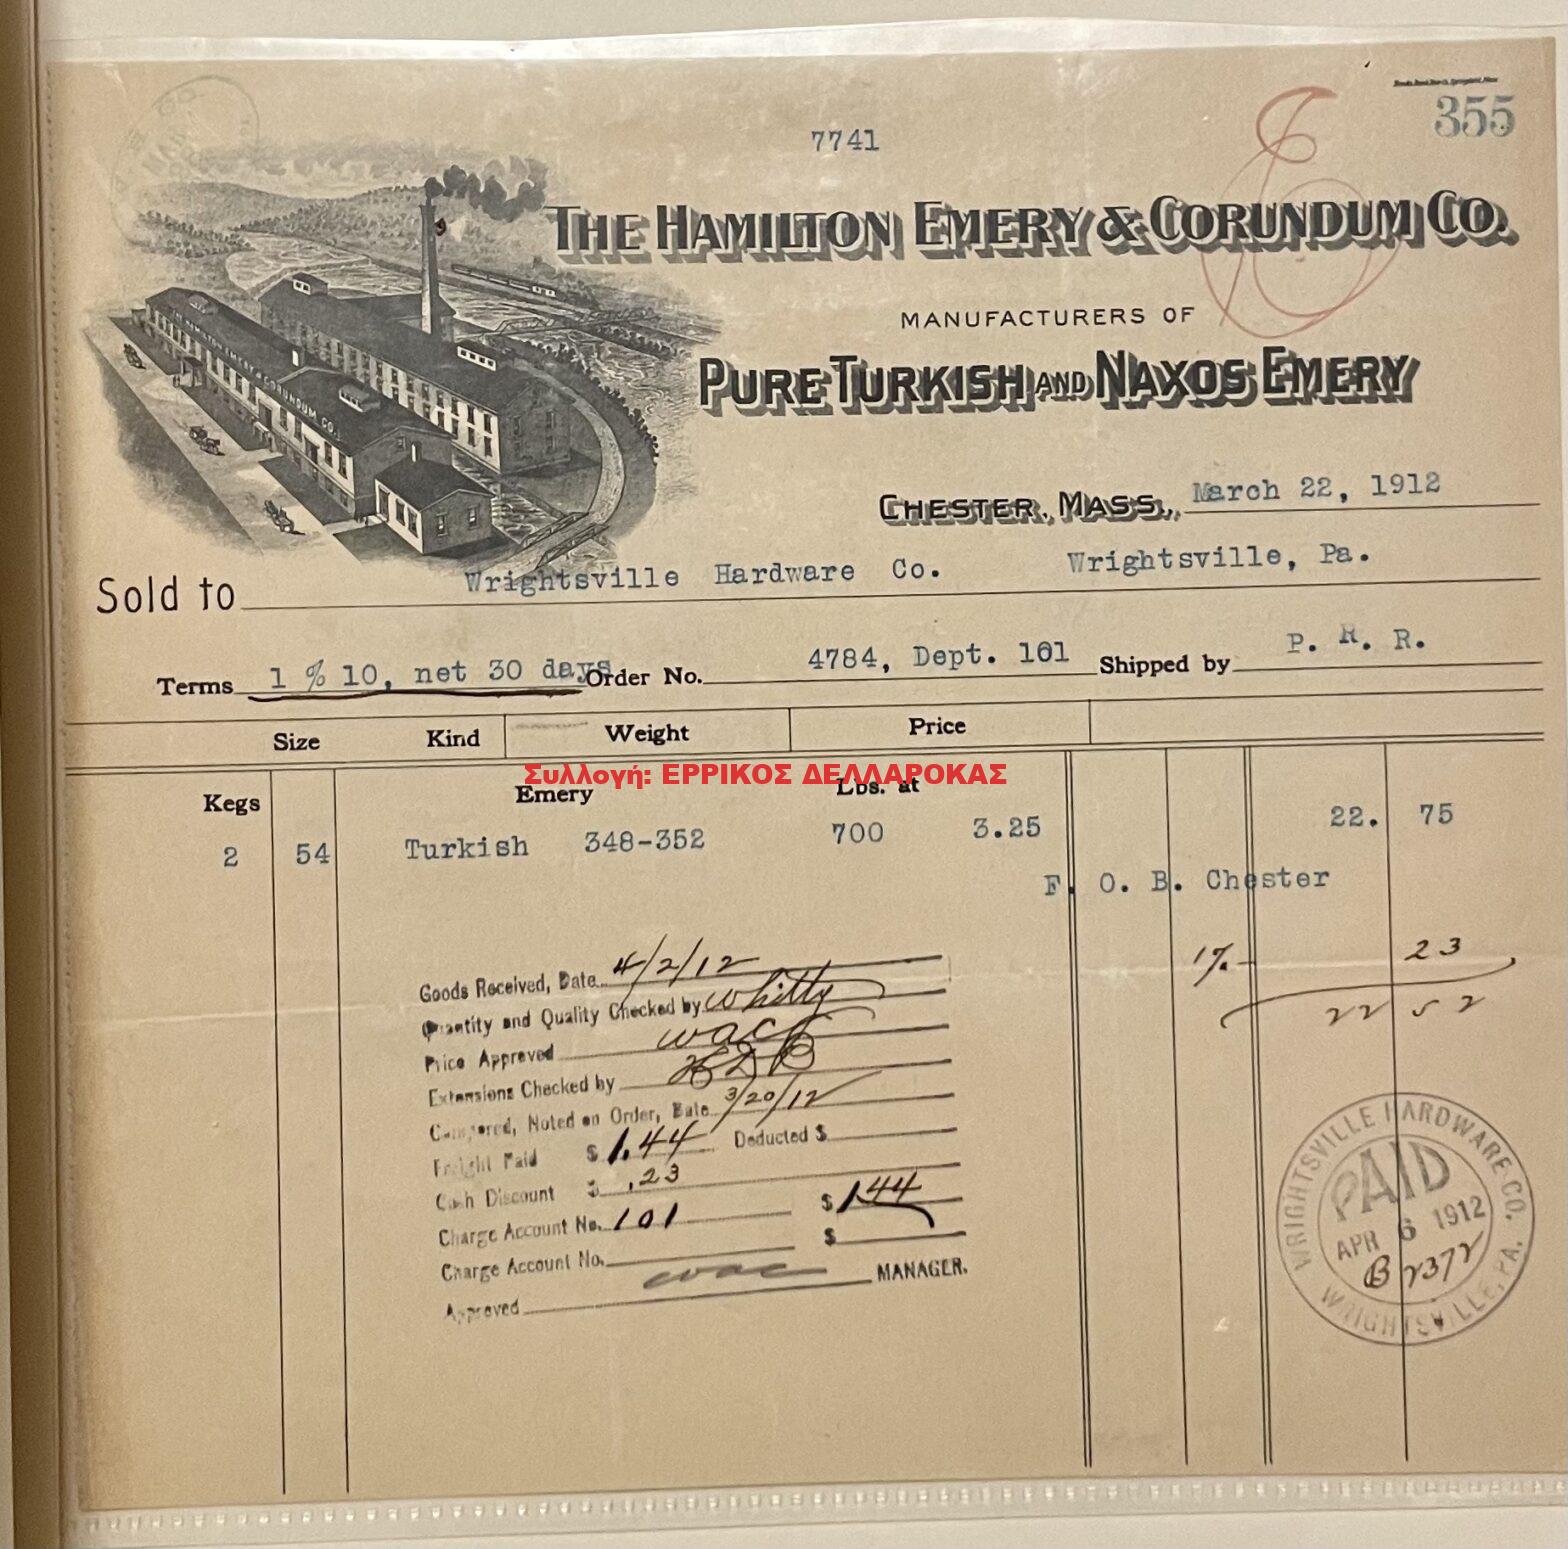 355
7741
THE HAMILTON EMERY & CORUNDUM CO.
MANUFACTURERS OF
PURE TURKISH AND NAXOS EMERY
CHESTER, MASS., March 22, 1912
Sold to Wrightsville Hardware Co. Wrightsville, Pa.
Terms 1 % 10, net 30 days Order No. 4784, Dept. 101 Shipped by P. R. R.
Size Kind Weight Price
Συλλογή: ΕΡΡΙΚΟΣ ΔΕΛΛΑΡΟΚΑΣ
Kegs Emery Lbs. at
2 54 Turkish 348-352 700 3.25 22. 75
F. O. B. Chester
1% 23
22 52
Goods Received, Date 4/2/12
Quantity and Quality Checked by Whitty
Price Approved wac
Extensions Checked by
Compared, Noted on Order, Date 3/20/12
Freight Paid $ 1.44 Deducted $
Cash Discount $ .23
Charge Account No. 101 $ 1 44
Charge Account No. $
Approved wac MANAGER.
WRIGHTSVILLE HARDWARE CO.
PAID
APR 6 1912
B 2372
WRIGHTSVILLE, PA.